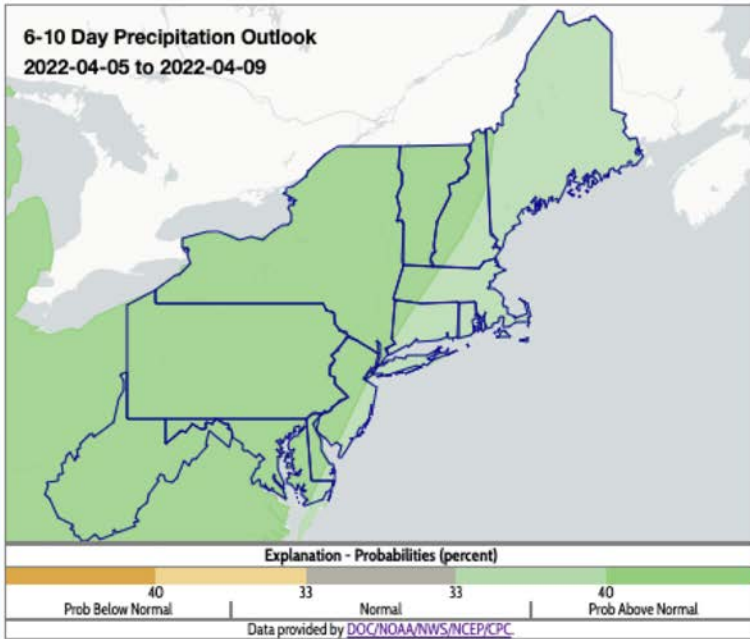 6-10 Day Precipitation Outlook
2022-04-05 to 2022-04-09
Explanation - Probabilities (percent)
40 33 33 40
Prob Below Normal | Normal | Prob Above Normal
Data provided by DOC/NOAA/NWS/NCEP/CPC